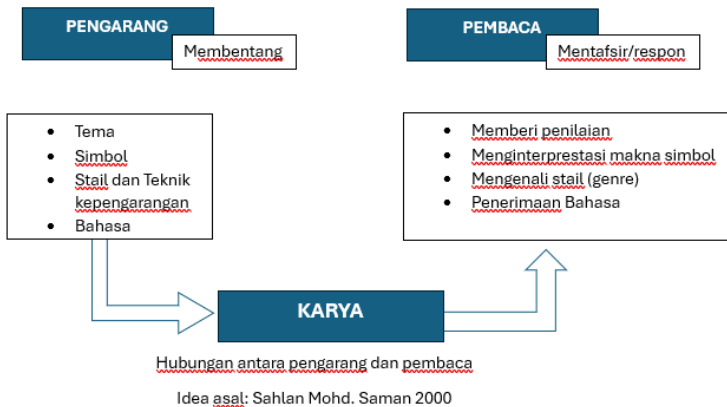 PENGARANG
Membentang
PEMBACA
Mentafsir/respon
• Tema
• Simbol
• Stail dan Teknik
kepengarangan
• Bahasa
• Memberi penilaian
• Menginterprestasi makna simbol
• Mengenali stail (genre)
• Penerimaan Bahasa
KARYA
Hubungan antara pengarang dan pembaca
Idea asal: Sahlan Mohd. Saman 2000